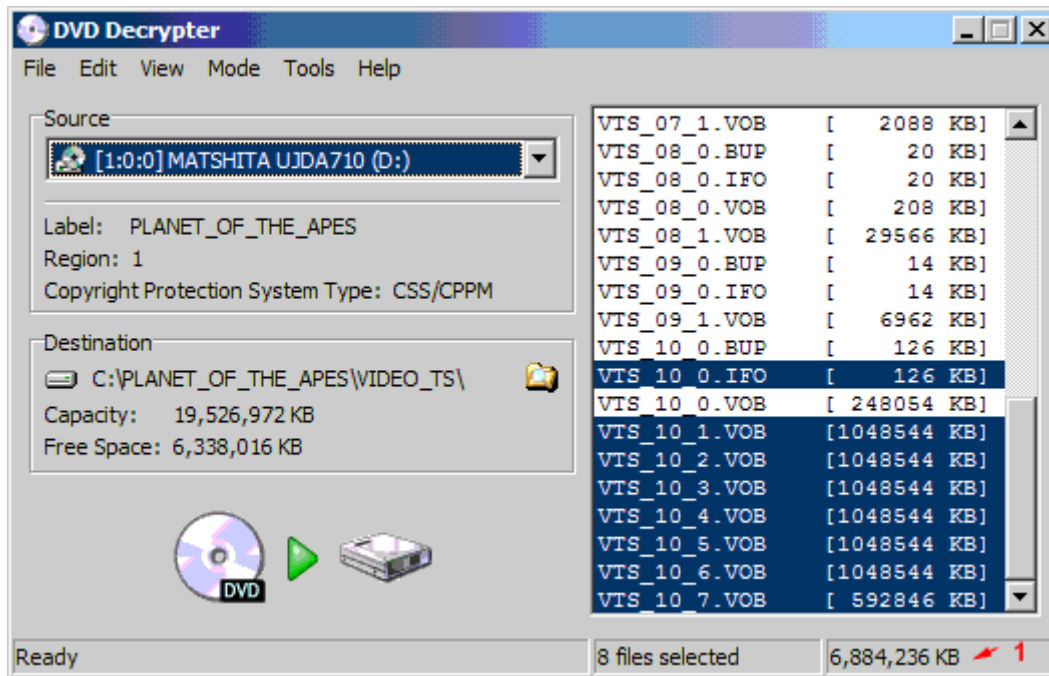 DVD Decrypter
File Edit View Mode Tools Help
Source
[1:0:0] MATSHITA UJDA710 (D:)
Label: PLANET_OF_THE_APES
Region: 1
Copyright Protection System Type: CSS/CPPM
Destination
C:\PLANET_OF_THE_APES\VIDEO_TS\
Capacity: 19,526,972 KB
Free Space: 6,338,016 KB
DVD
VTS_07_1.VOB [ 2088 KB]
VTS_08_0.BUP [ 20 KB]
VTS_08_0.IFO [ 20 KB]
VTS_08_0.VOB [ 208 KB]
VTS_08_1.VOB [ 29566 KB]
VTS_09_0.BUP [ 14 KB]
VTS_09_0.IFO [ 14 KB]
VTS_09_1.VOB [ 6962 KB]
VTS_10_0.BUP [ 126 KB]
VTS_10_0.IFO [ 126 KB]
VTS_10_0.VOB [ 248054 KB]
VTS_10_1.VOB [1048544 KB]
VTS_10_2.VOB [1048544 KB]
VTS_10_3.VOB [1048544 KB]
VTS_10_4.VOB [1048544 KB]
VTS_10_5.VOB [1048544 KB]
VTS_10_6.VOB [1048544 KB]
VTS_10_7.VOB [ 592846 KB]
Ready
8 files selected
6,884,236 KB 1